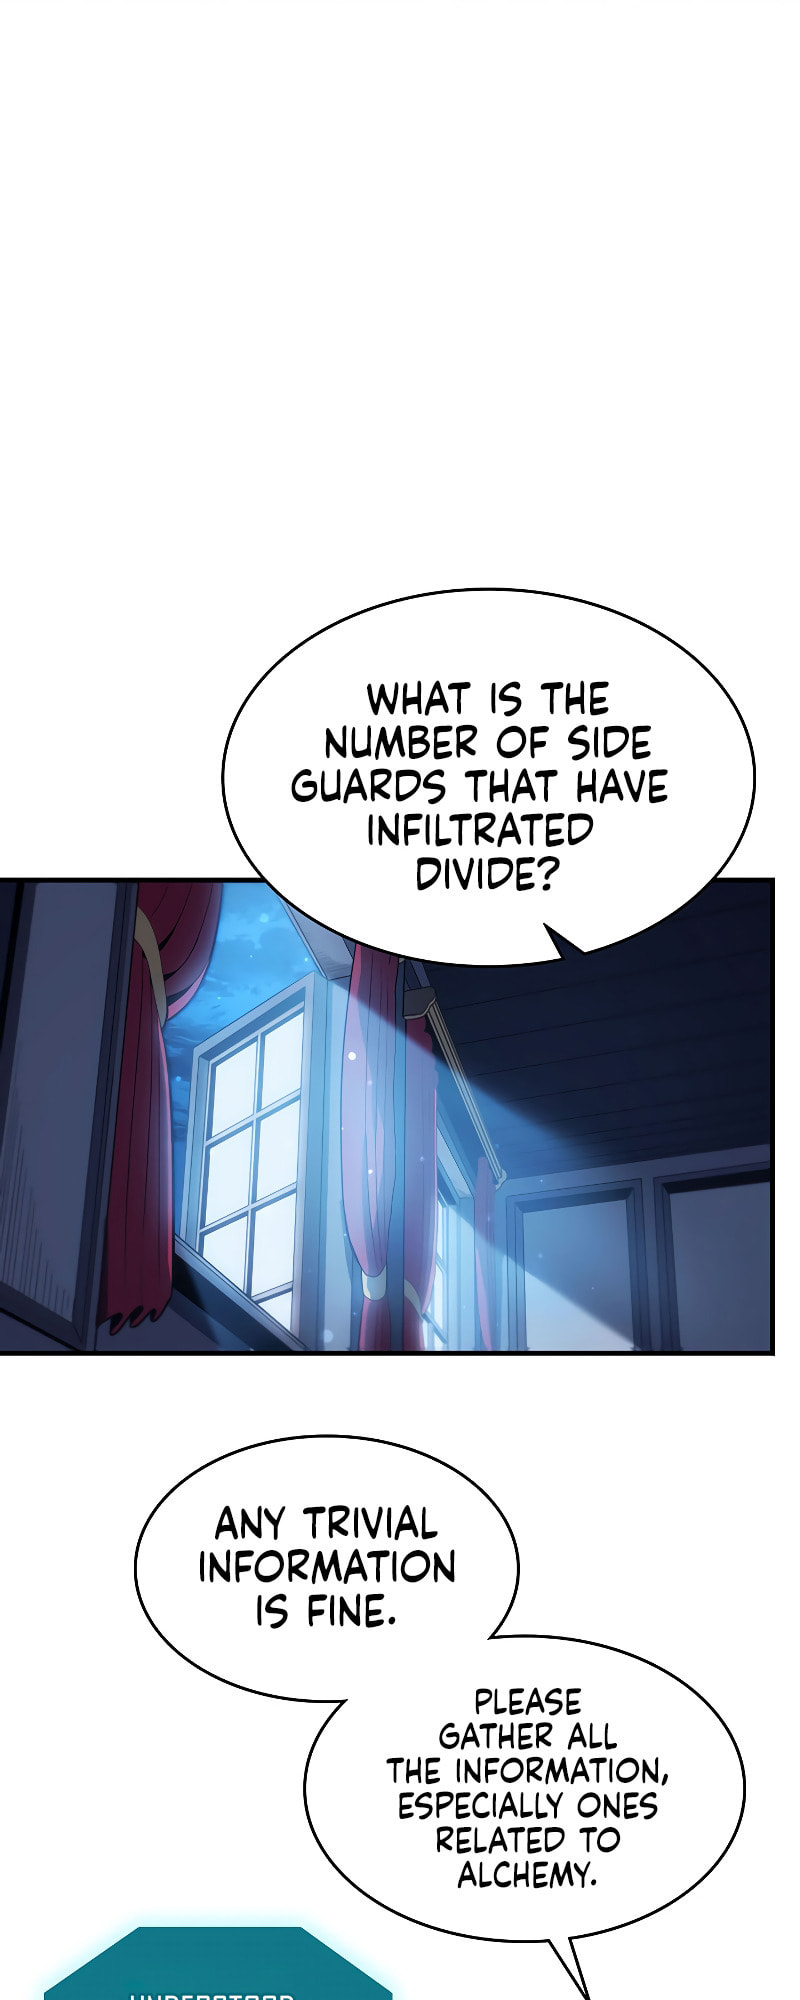 WHAT IS THE
NUMBER OF SIDE
GUARDS THAT HAVE
INFILTRATED
DIVIDE?
ANY TRIVIAL
INFORMATION
IS FINE.
PLEASE
GATHER ALL
THE INFORMATION,
ESPECIALLY ONES
RELATED TO
ALCHEMY.
UNDERSTOOD